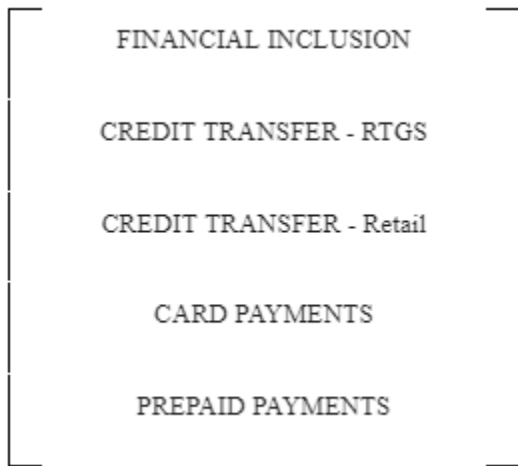 FINANCIAL INCLUSION
CREDIT TRANSFER - RTGS
CREDIT TRANSFER - Retail
CARD PAYMENTS
PREPAID PAYMENTS